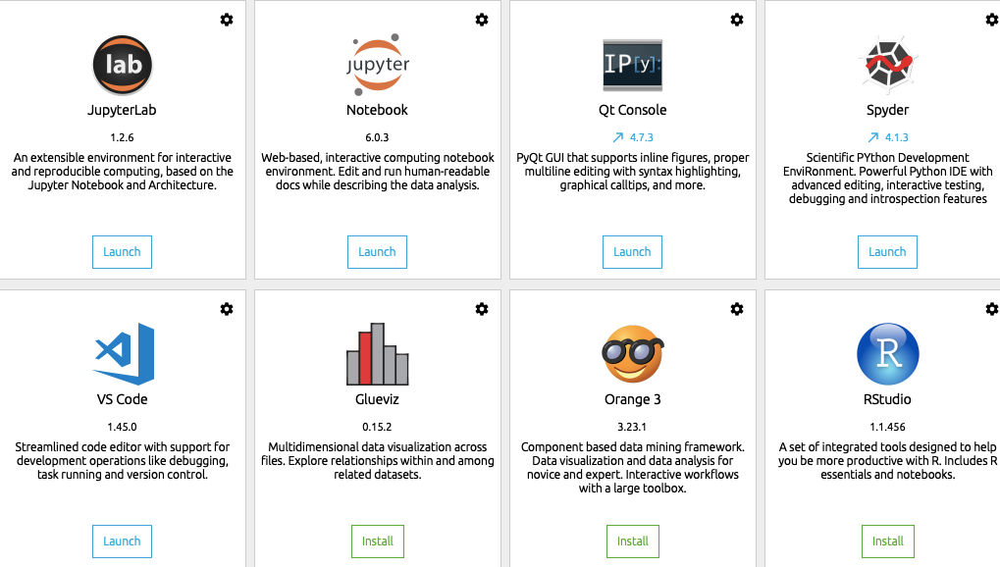 lab
JupyterLab
1.2.6
An extensible environment for interactive
and reproducible computing, based on the
Jupyter Notebook and Architecture.
Launch
jupyter
Notebook
6.0.3
Web-based, interactive computing notebook
environment. Edit and run human-readable
docs while describing the data analysis.
Launch
IP[y]:
Qt Console
4.7.3
PyQt GUI that supports inline figures, proper
multiline editing with syntax highlighting,
graphical calltips, and more.
Launch
Spyder
4.1.3
Scientific PYthon Development
EnviRonment. Powerful Python IDE with
advanced editing, interactive testing,
debugging and introspection features
Launch
VS Code
1.45.0
Streamlined code editor with support for
development operations like debugging,
task running and version control.
Launch
Glueviz
0.15.2
Multidimensional data visualization across
files. Explore relationships within and among
related datasets.
Install
Orange 3
3.23.1
Component based data mining framework.
Data visualization and data analysis for
novice and expert. Interactive workflows
with a large toolbox.
Install
R
RStudio
1.1.456
A set of integrated tools designed to help
you be more productive with R. Includes R
essentials and notebooks.
Install